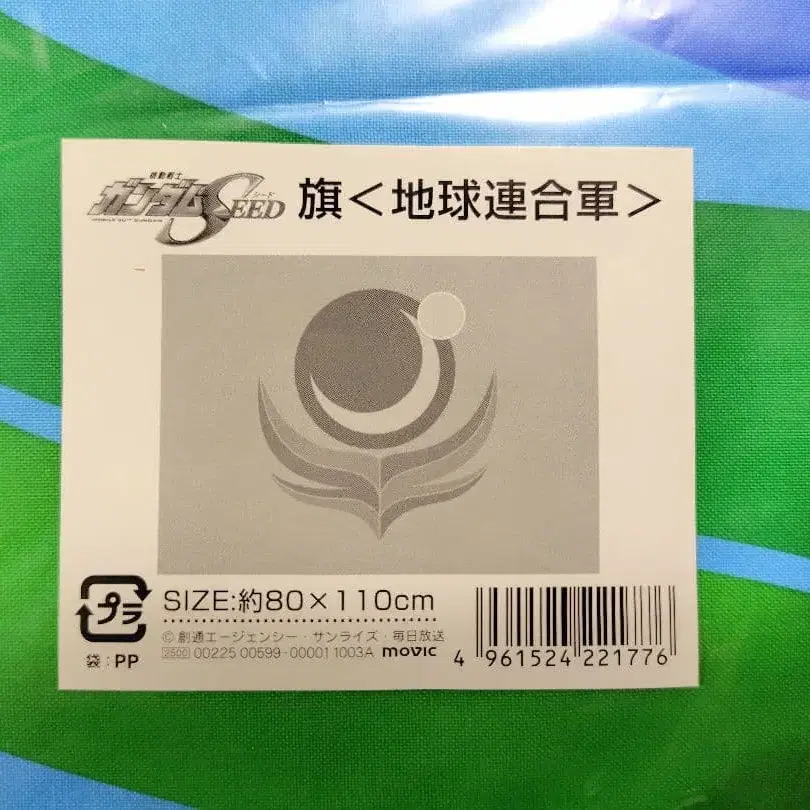 機動戦士
ガンダムSEED シード
MOBILE SUIT GUNDAM
旗<地球連合軍>
プラ
袋:PP
SIZE:約80×110cm
© 創通エージェンシー・サンライズ・毎日放送
2500 00225 00599-00001 1003A movic
4 961524 221776